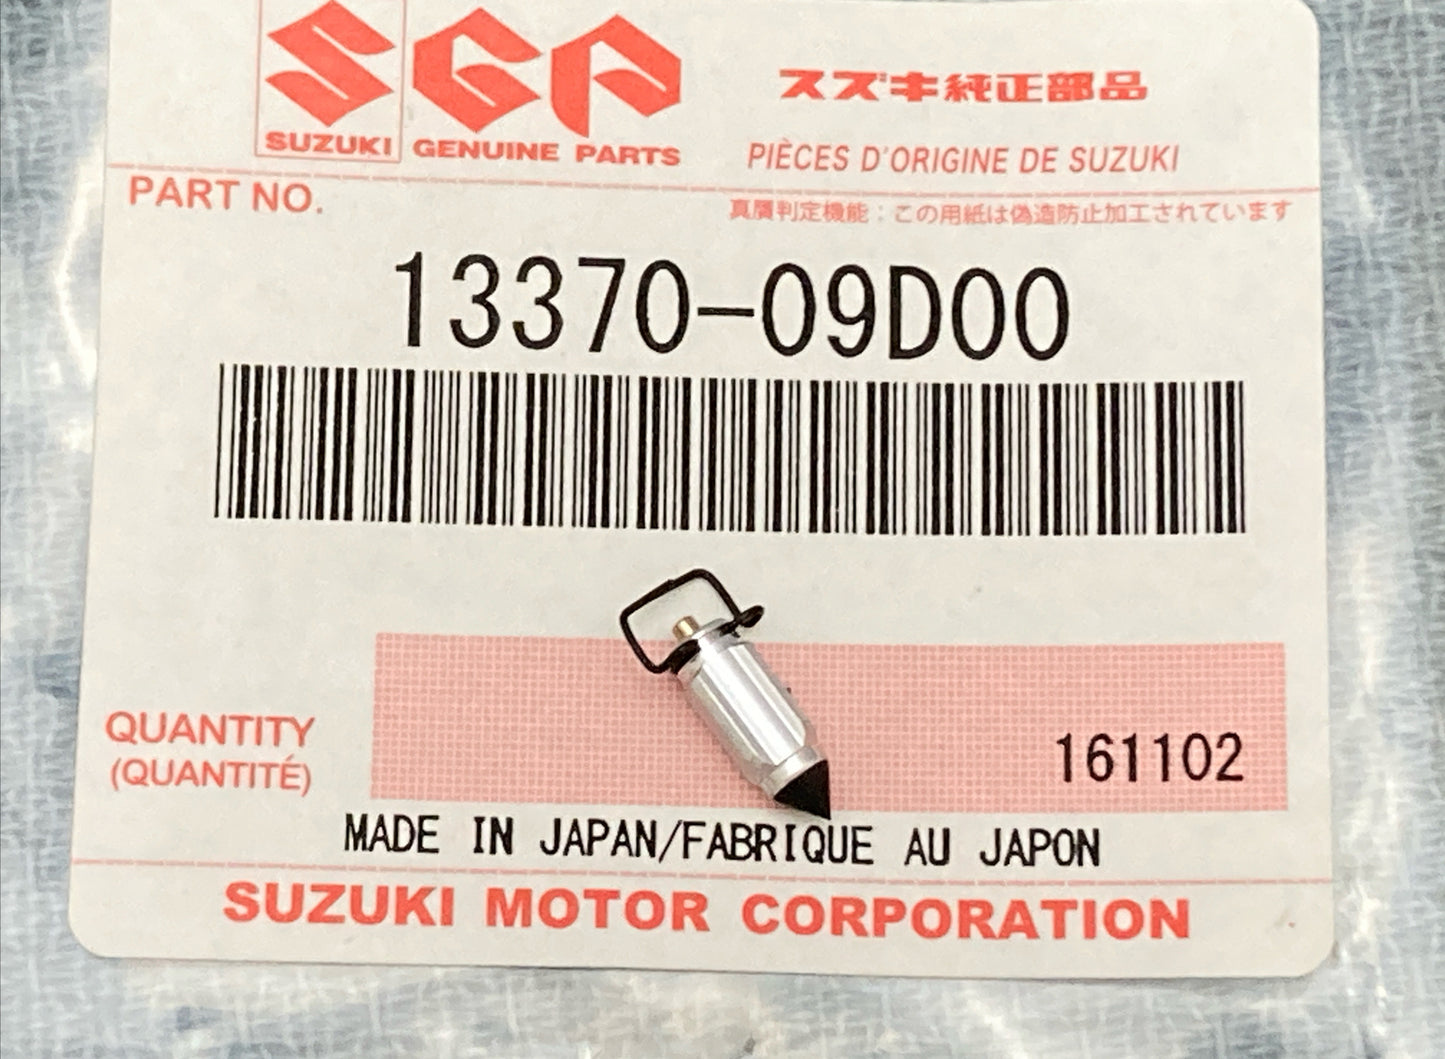 SGP
SUZUKI GENUINE PARTS
スズキ純正部品
PIÈCES D'ORIGINE DE SUZUKI
PART NO.
真贋判定機能：この用紙は偽造防止加工されています
13370-09D00
QUANTITY
(QUANTITÉ)
161102
MADE IN JAPAN/FABRIQUE AU JAPON
SUZUKI MOTOR CORPORATION